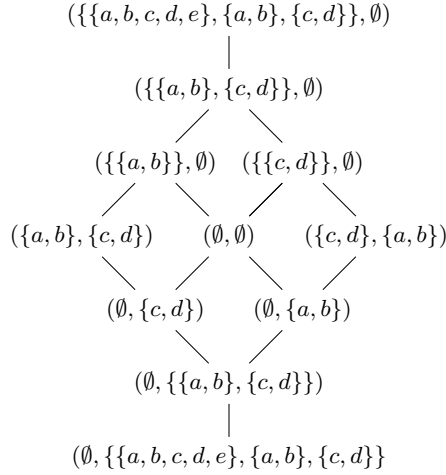 ({{a, b, c, d, e}, {a, b}, {c, d}}, ∅)
({{a, b}, {c, d}}, ∅)
({{a, b}}, ∅) ({{c, d}}, ∅)
({a, b}, {c, d}) (∅, ∅) ({c, d}, {a, b})
(∅, {c, d}) (∅, {a, b})
(∅, {{a, b}, {c, d}})
(∅, {{a, b, c, d, e}, {a, b}, {c, d}}